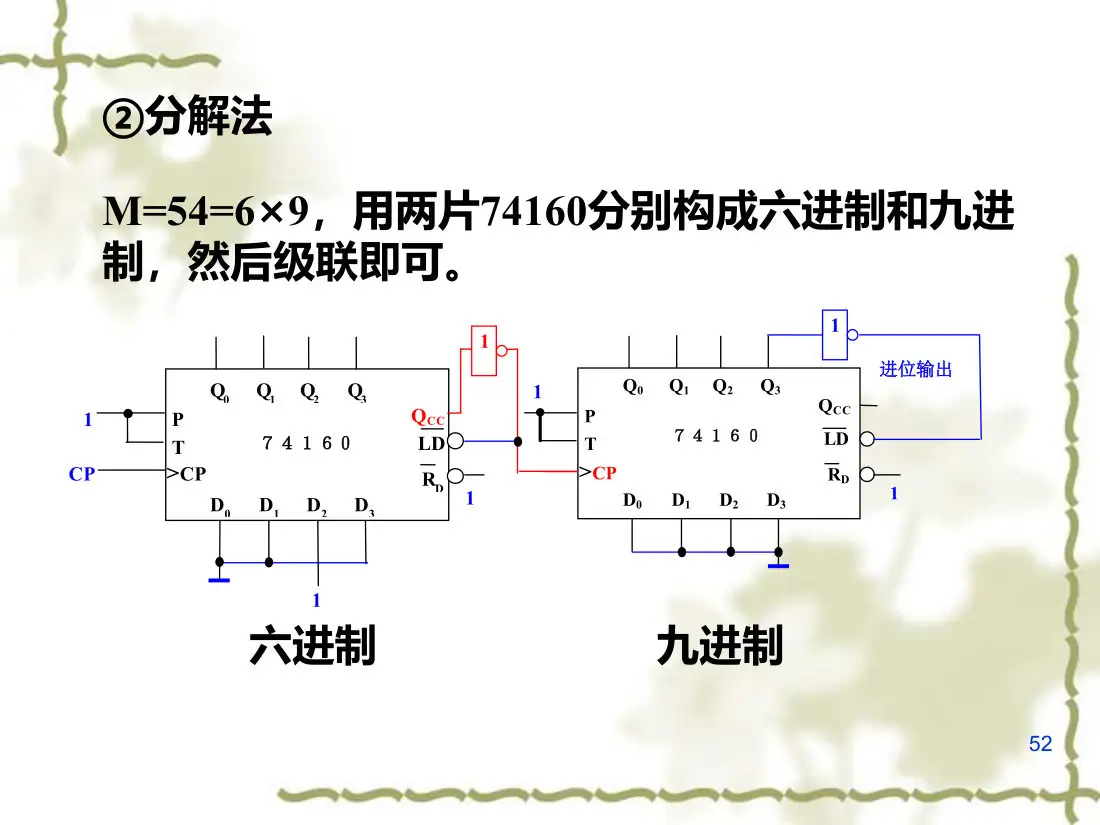 ②分解法
M=54=6×9，用两片74160分别构成六进制和九进
制，然后级联即可。
1 1
进位输出
Q0 Q1 Q2 Q3 Q0 Q1 Q2 Q3
1 P QCC 1 P QCC
T 74160 LD T 74160 LD
CP >CP RD 1 >CP RD 1
D0 D1 D2 D3 D0 D1 D2 D3
1
六进制 九进制
52